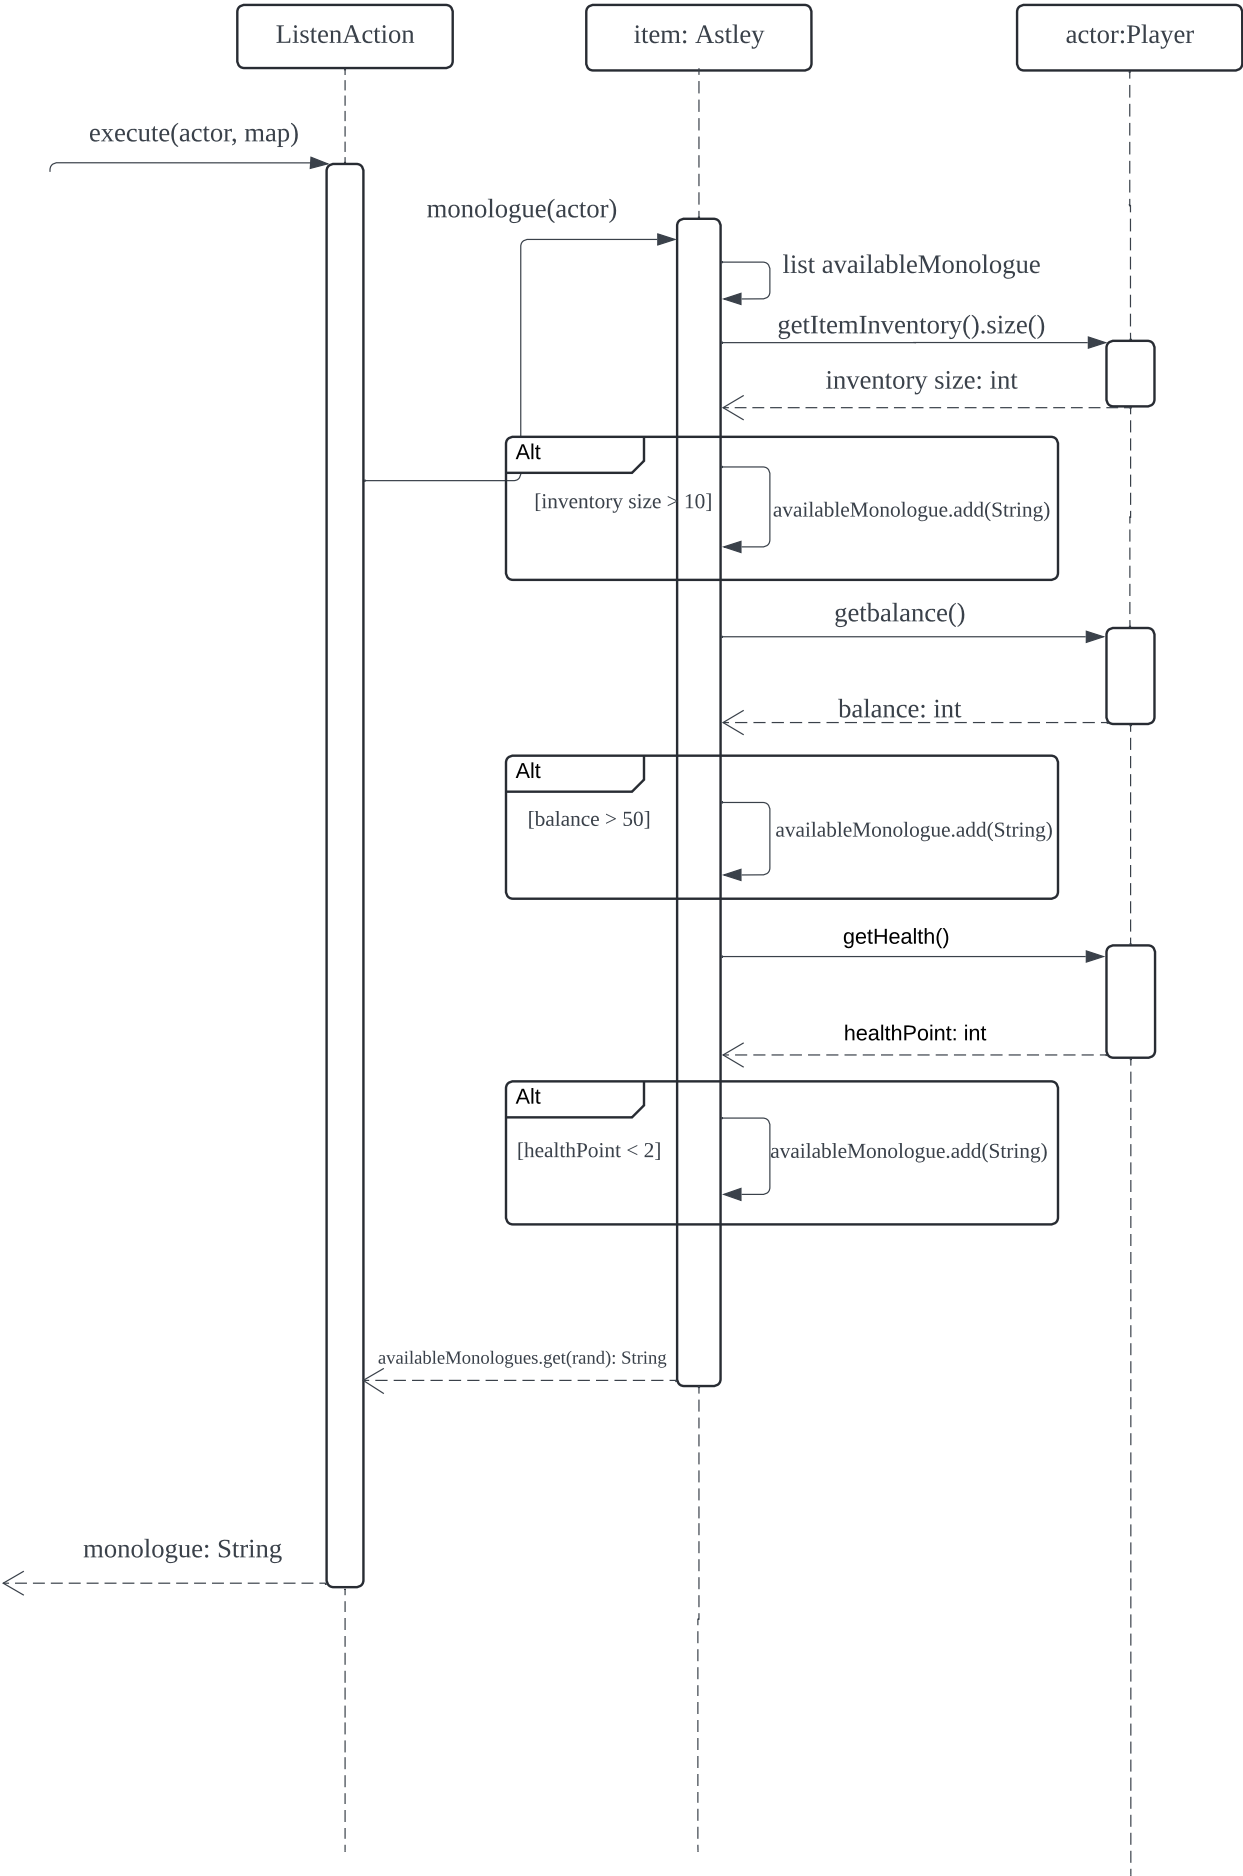 ListenAction
item: Astley
actor:Player
execute(actor, map)
monologue(actor)
list availableMonologue
getItemInventory().size()
inventory size: int
Alt
[inventory size > 10]
availableMonologue.add(String)
getbalance()
balance: int
Alt
[balance > 50]
availableMonologue.add(String)
getHealth()
healthPoint: int
Alt
[healthPoint < 2]
availableMonologue.add(String)
availableMonologues.get(rand): String
monologue: String